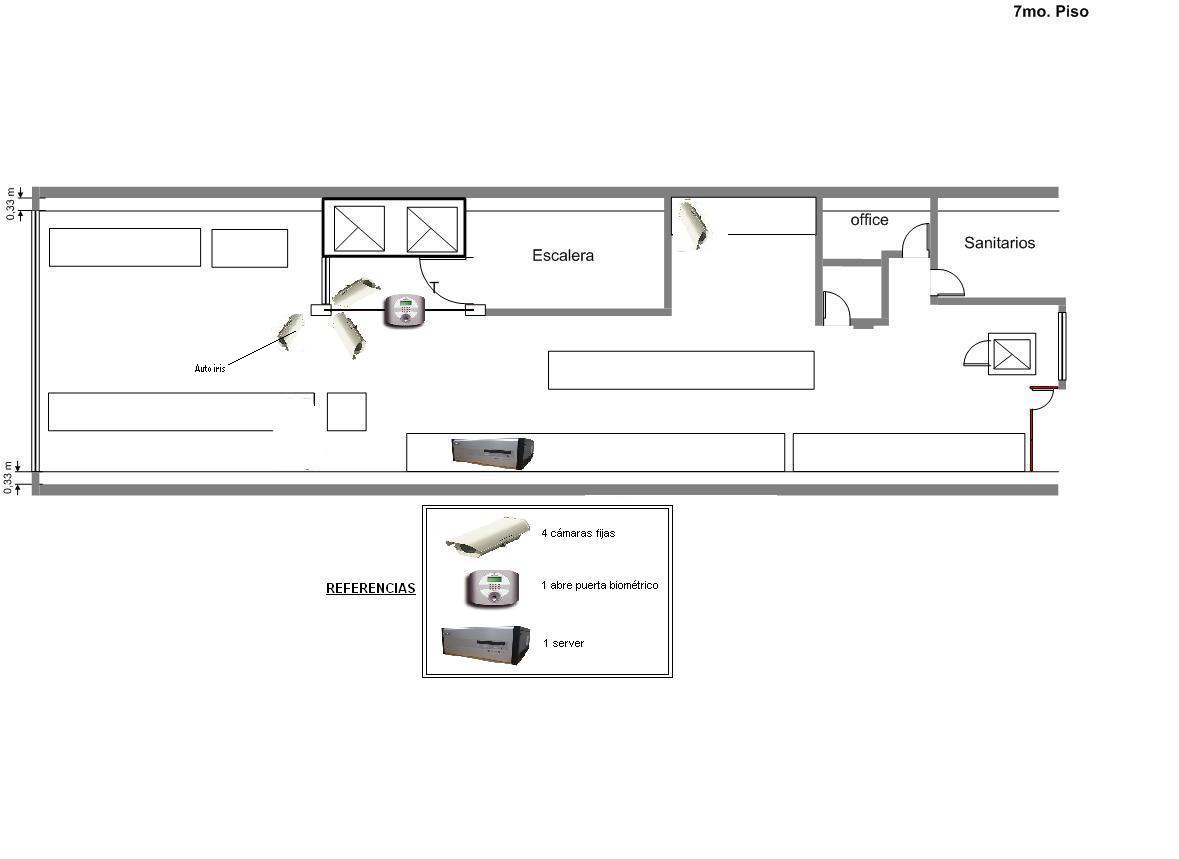 7mo. Piso
0,33 m
office
Sanitarios
Escalera
T
Auto iris
0,33 m
4 cámaras fijas
REFERENCIAS
1 abre puerta biométrico
1 server